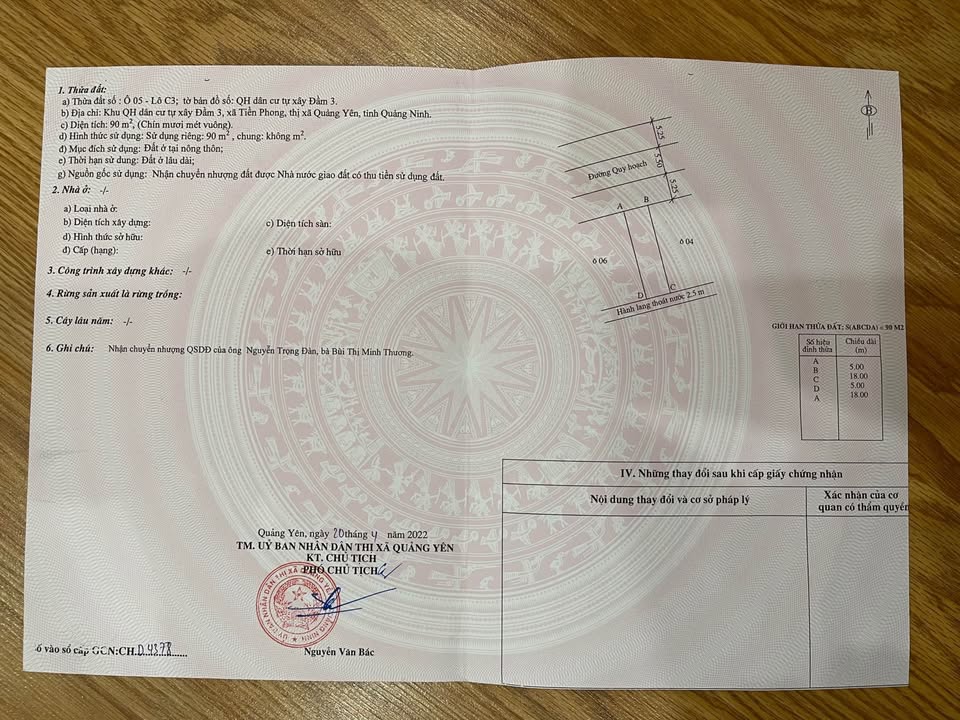 1. Thửa đất:
a) Thửa đất số : Ô 05 - Lô C3; tờ bản đồ số: QH dân cư tự xây Đầm 3.
b) Địa chỉ: Khu QH dân cư tự xây Đầm 3, xã Tiền Phong, thị xã Quảng Yên, tỉnh Quảng Ninh.
c) Diện tích: 90 m², (Chín mươi mét vuông).
d) Hình thức sử dụng: Sử dụng riêng: 90 m² , chung: không m².
đ) Mục đích sử dụng: Đất ở tại nông thôn;
e) Thời hạn sử dung: Đất ở lâu dài;
g) Nguồn gốc sử dụng: Nhận chuyển nhượng đất được Nhà nước giao đất có thu tiền sử dụng đất.
2. Nhà ở: -/-
a) Loại nhà ở:
b) Diện tích xây dựng:
c) Diện tích sàn:
d) Hình thức sở hữu:
đ) Cấp (hạng):
e) Thời hạn sở hữu
3. Công trình xây dựng khác: -/-
4. Rừng sản xuất là rừng trồng:
5. Cây lâu năm: -/-
6. Ghi chú: Nhận chuyển nhượng QSDĐ của ông Nguyễn Trọng Đàn, bà Bùi Thị Minh Thương.
Quảng Yên, ngày 20 tháng 4 năm 2022
TM. UỶ BAN NHÂN DÂN THỊ XÃ QUẢNG YÊN
KT. CHỦ TỊCH
PHÓ CHỦ TỊCH
Nguyễn Văn Bắc
ố vào sổ cấp GCN:CH.D.4378......
B
5.25
5.50
5.25
Đường Quy hoạch
A
B
ô 06
ô 04
D
C
Hành lang thoát nước 2.5 m
GIỚI HẠN THỬA ĐẤT: S(ABCDA) = 90 M2
Số hiệu đỉnh thửa
Chiều dài (m)
A
B
C
D
A
5.00
18.00
5.00
18.00
IV. Những thay đổi sau khi cấp giấy chứng nhận
Nội dung thay đổi và cơ sở pháp lý
Xác nhận của cơ
quan có thẩm quyền